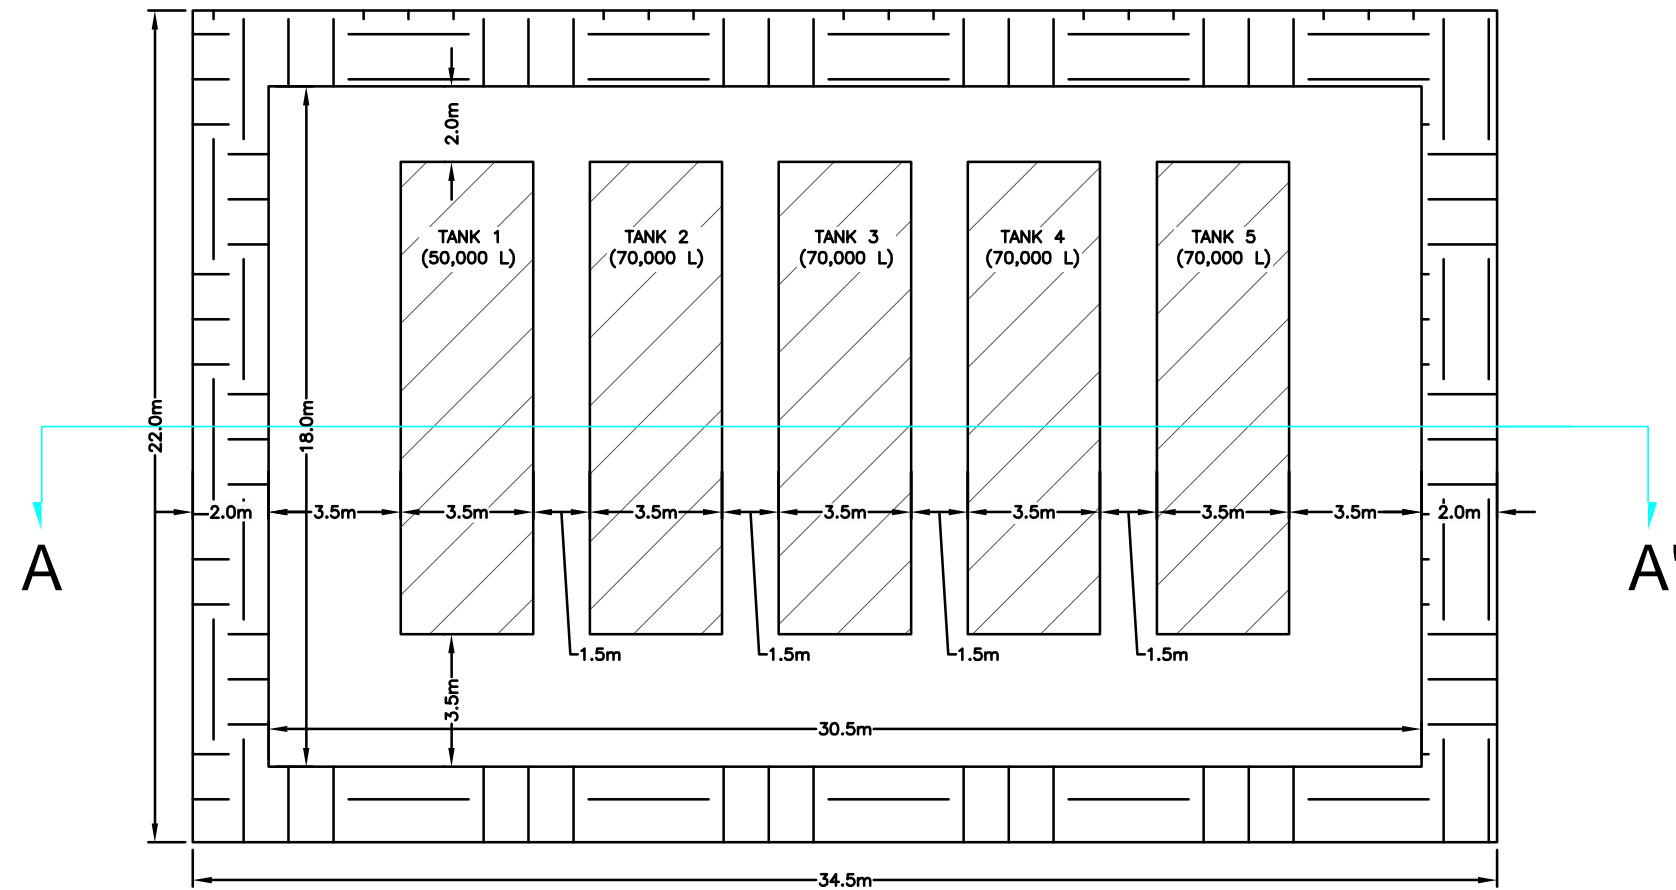 2.0m
TANK 1
(50,000 L)
TANK 2
(70,000 L)
TANK 3
(70,000 L)
TANK 4
(70,000 L)
TANK 5
(70,000 L)
22.0m
18.0m
2.0m
3.5m
3.5m
3.5m
3.5m
3.5m
3.5m
3.5m
2.0m
A
A'
1.5m
1.5m
1.5m
1.5m
3.5m
30.5m
34.5m